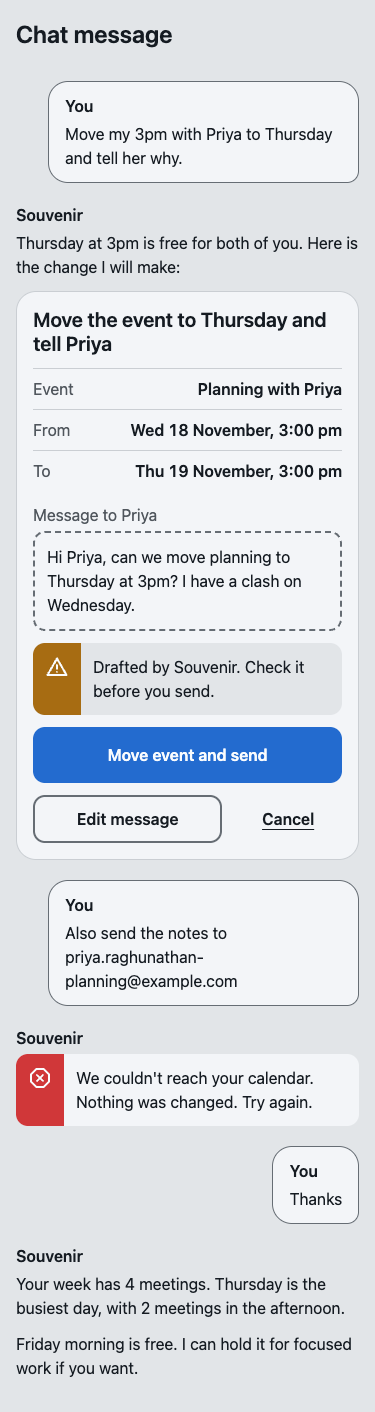 Chat message
You
Move my 3pm with Priya to Thursday
and tell her why.
Souvenir
Thursday at 3pm is free for both of you. Here is
the change I will make:
Move the event to Thursday and
tell Priya
Event
Planning with Priya
From
Wed 18 November, 3:00 pm
To
Thu 19 November, 3:00 pm
Message to Priya
Hi Priya, can we move planning to
Thursday at 3pm? I have a clash on
Wednesday.
Drafted by Souvenir. Check it
before you send.
Move event and send
Edit message
Cancel
You
Also send the notes to
priya.raghunathan-
planning@example.com
Souvenir
We couldn't reach your calendar.
Nothing was changed. Try again.
You
Thanks
Souvenir
Your week has 4 meetings. Thursday is the
busiest day, with 2 meetings in the afternoon.
Friday morning is free. I can hold it for focused
work if you want.